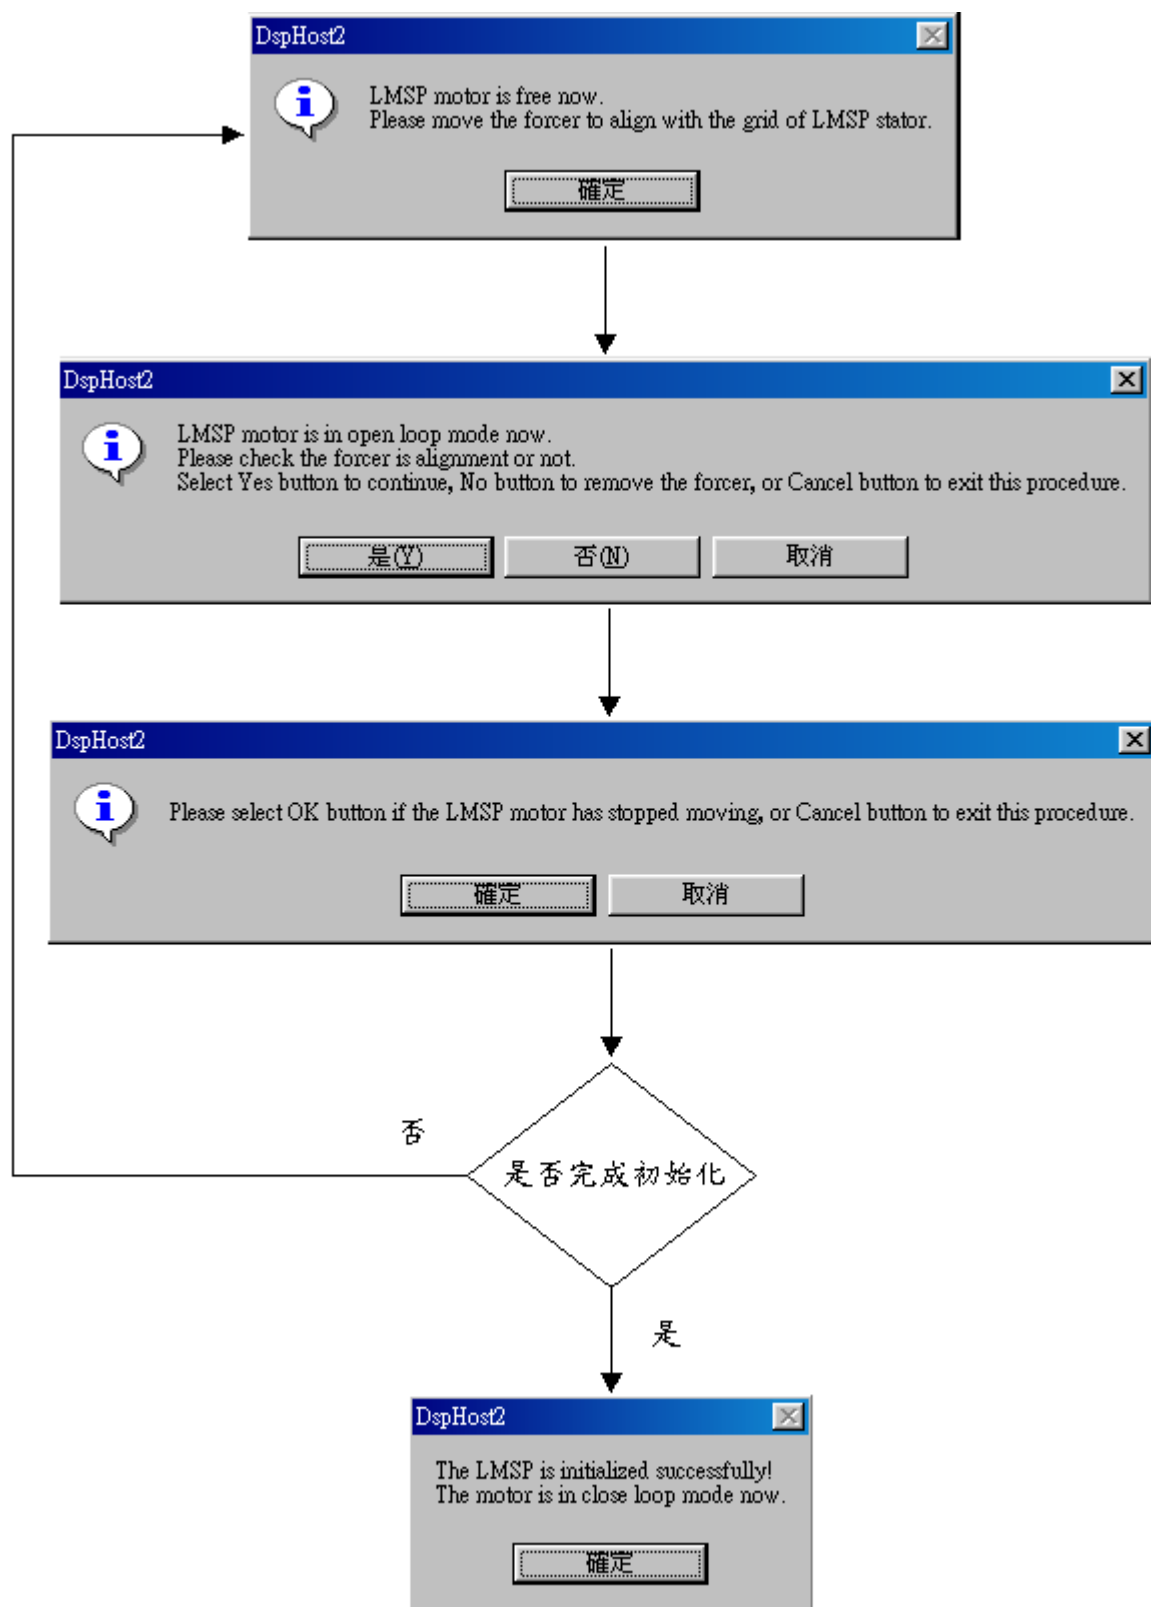 DspHost2
LMSP motor is free now.
Please move the forcer to align with the grid of LMSP stator.
確定
DspHost2
LMSP motor is in open loop mode now.
Please check the forcer is alignment or not.
Select Yes button to continue, No button to remove the forcer, or Cancel button to exit this procedure.
是(Y) 否(N) 取消
DspHost2
Please select OK button if the LMSP motor has stopped moving, or Cancel button to exit this procedure.
確定 取消
否
是否完成初始化
是
DspHost2
The LMSP is initialized successfully!
The motor is in close loop mode now.
確定